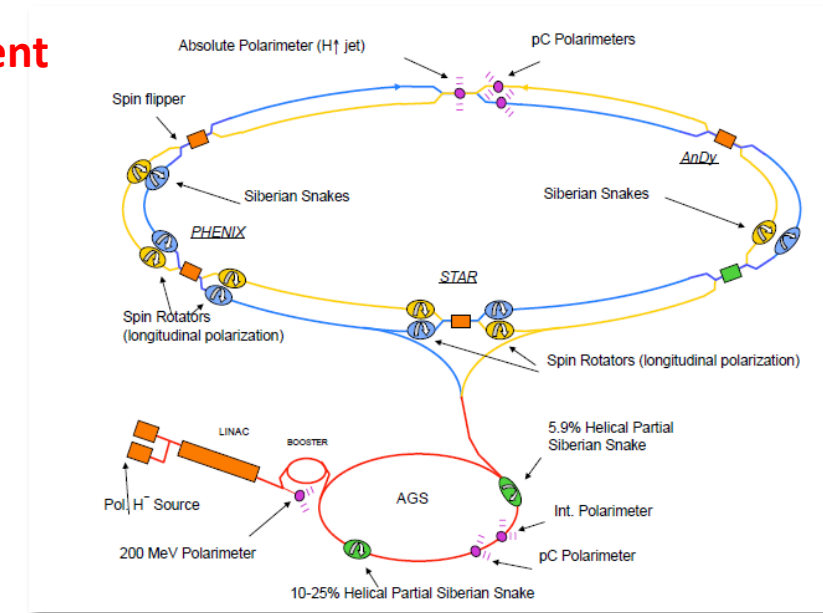 ent
Absolute Polarimeter (H↑ jet)
pC Polarimeters
Spin flipper
AnDy
Siberian Snakes
Siberian Snakes
PHENIX
STAR
Spin Rotators
(longitudinal polarization)
Spin Rotators (longitudinal polarization)
LINAC
BOOSTER
5.9% Helical Partial
Siberian Snake
AGS
Pol. H⁻ Source
Int. Polarimeter
200 MeV Polarimeter
pC Polarimeter
10-25% Helical Partial Siberian Snake